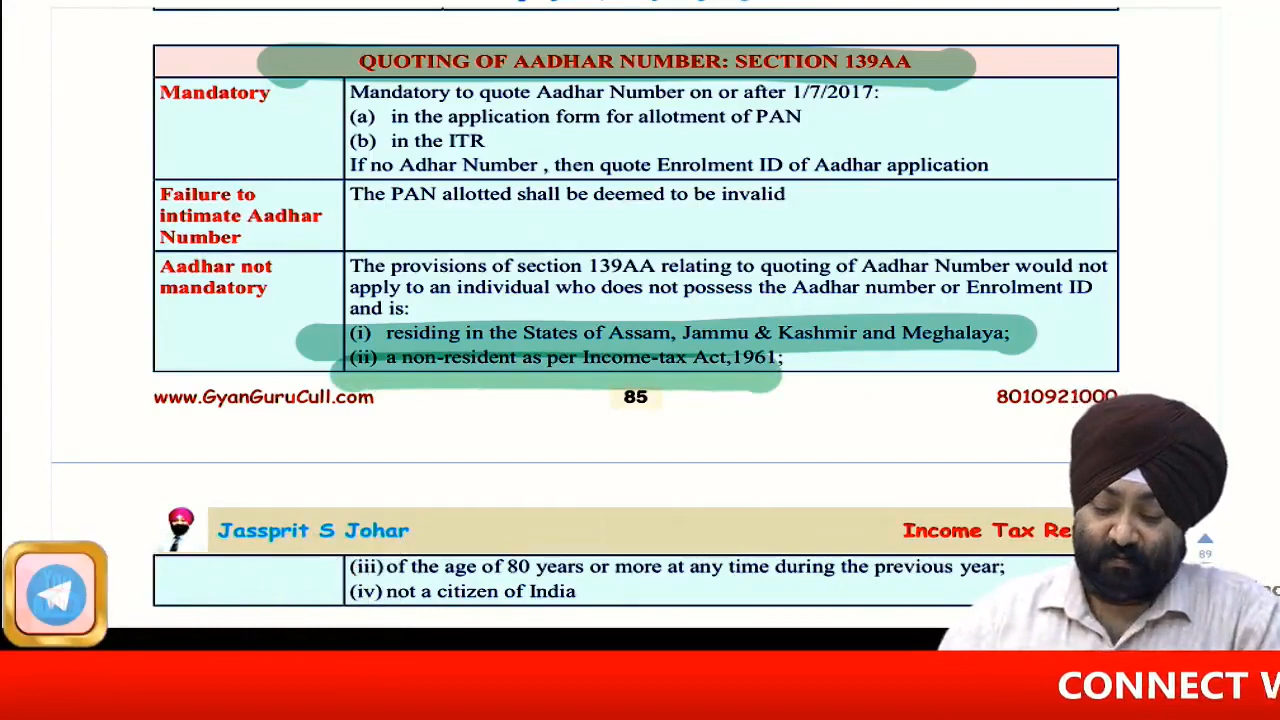 QUOTING OF AADHAR NUMBER: SECTION 139AA
Mandatory
Mandatory to quote Aadhar Number on or after 1/7/2017:
(a) in the application form for allotment of PAN
(b) in the ITR
If no Adhar Number , then quote Enrolment ID of Aadhar application
Failure to
intimate Aadhar
Number
The PAN allotted shall be deemed to be invalid
Aadhar not
mandatory
The provisions of section 139AA relating to quoting of Aadhar Number would not
apply to an individual who does not possess the Aadhar number or Enrolment ID
and is:
(i) residing in the States of Assam, Jammu & Kashmir and Meghalaya;
(ii) a non-resident as per Income-tax Act,1961;
www.GyanGuruCull.com
85
8010921000
Jassprit S Johar
Income Tax Re
89
(iii) of the age of 80 years or more at any time during the previous year;
(iv) not a citizen of India
CONNECT